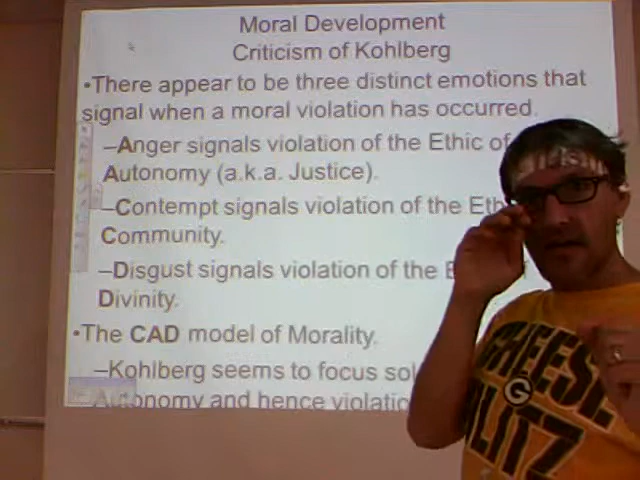 Moral Development
Criticism of Kohlberg
•There appear to be three distinct emotions that
signal when a moral violation has occurred.
–Anger signals violation of the Ethic of
Autonomy (a.k.a. Justice).
–Contempt signals violation of the Eth
Community.
–Disgust signals violation of the E
Divinity.
•The CAD model of Morality.
–Kohlberg seems to focus sol
Autonomy and hence violatio
CHEESE
BLITZ
G